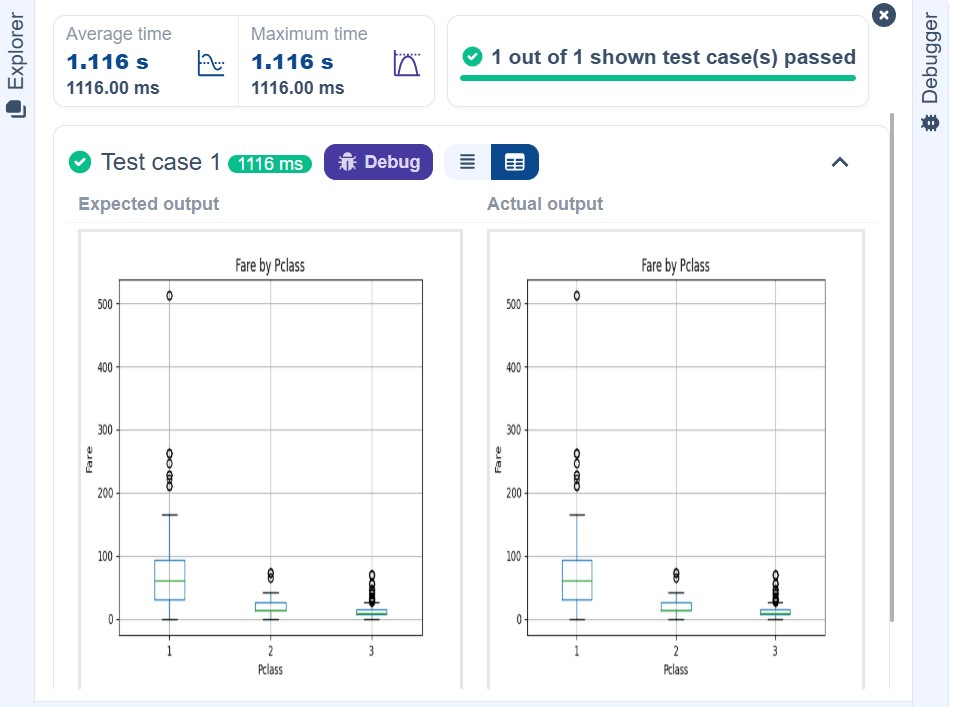 Explorer
Average time
1.116 s
1116.00 ms
Maximum time
1.116 s
1116.00 ms
1 out of 1 shown test case(s) passed
Debugger
Test case 1
1116 ms
Debug
Expected output
Actual output
Fare by Pclass
500
400
300
200
100
0
Fare
1
2
3
Pclass
Fare by Pclass
500
400
300
200
100
0
Fare
1
2
3
Pclass